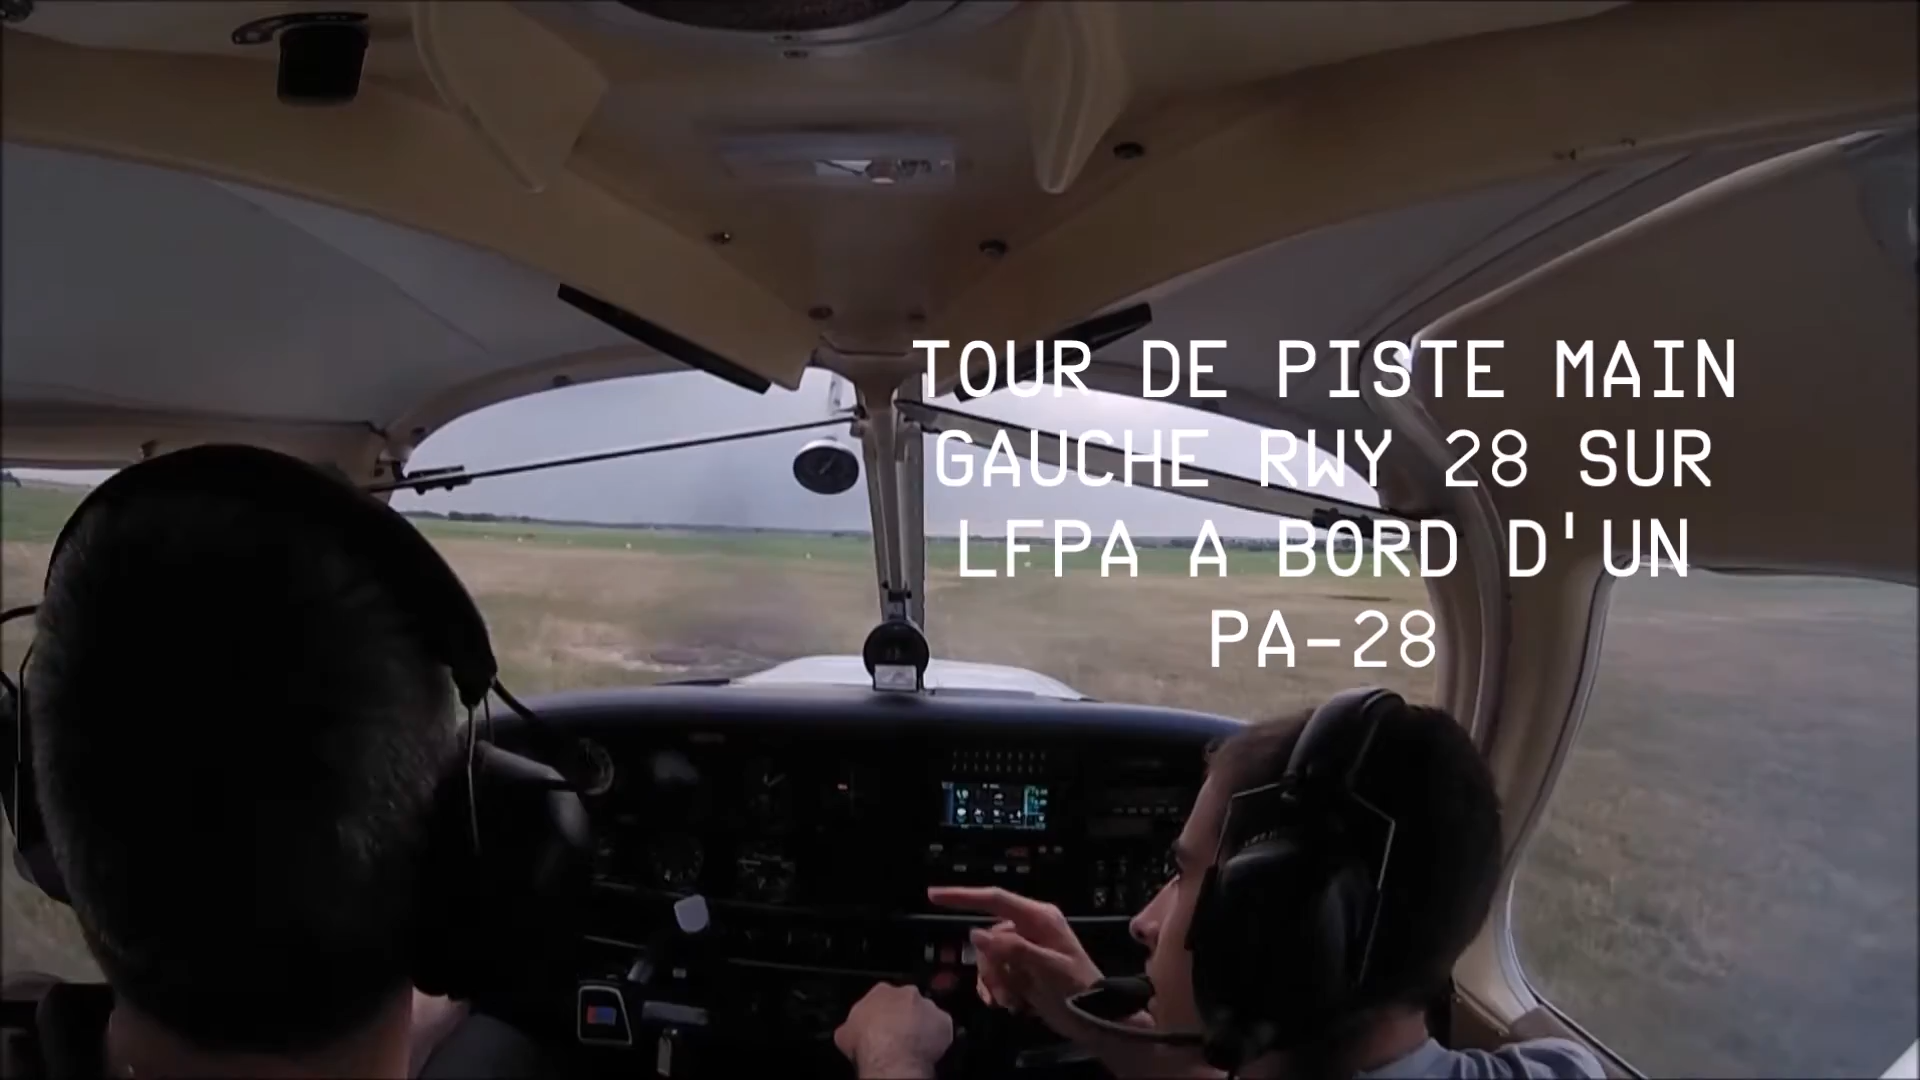 TOUR DE PISTE MAIN
GAUCHE RWY 28 SUR
LFPA A BORD D'UN
PA-28